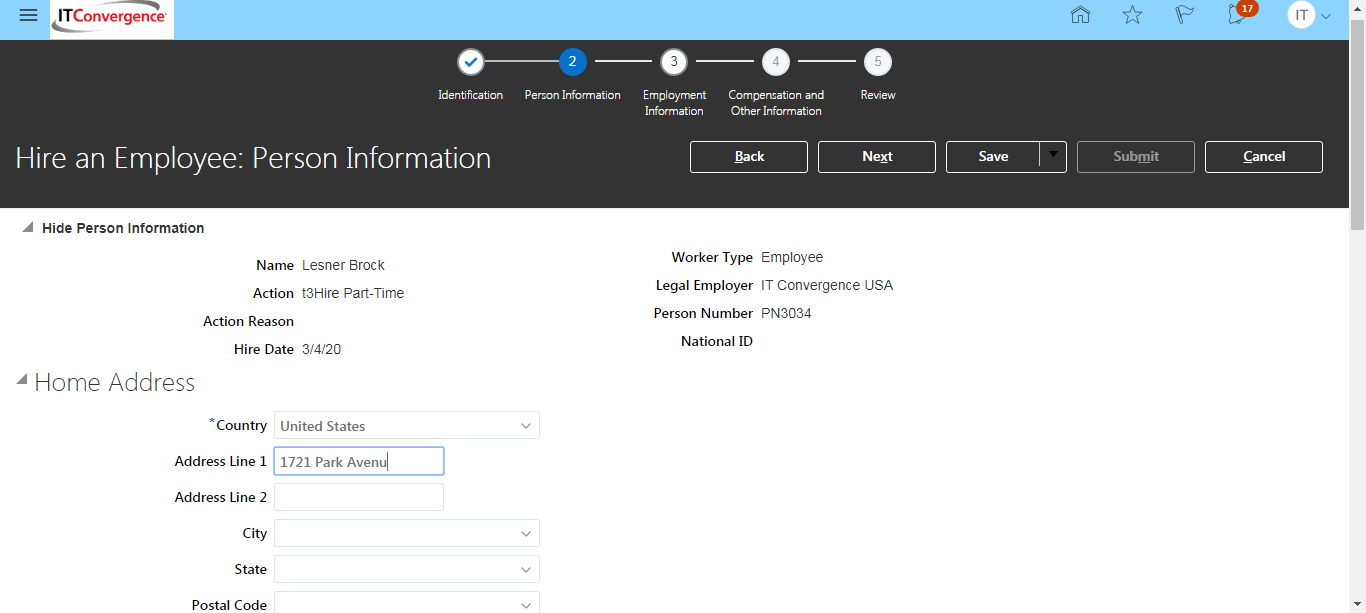 ITConvergence
17
IT
2
3
4
5
Identification
Person Information
Employment
Information
Compensation and
Other Information
Review
Hire an Employee: Person Information
Back
Next
Save
Submit
Cancel
Hide Person Information
Name Lesner Brock
Action t3Hire Part-Time
Action Reason
Hire Date 3/4/20
Worker Type Employee
Legal Employer IT Convergence USA
Person Number PN3034
National ID
Home Address
*Country United States
Address Line 1 1721 Park Avenu
Address Line 2
City
State
Postal Code